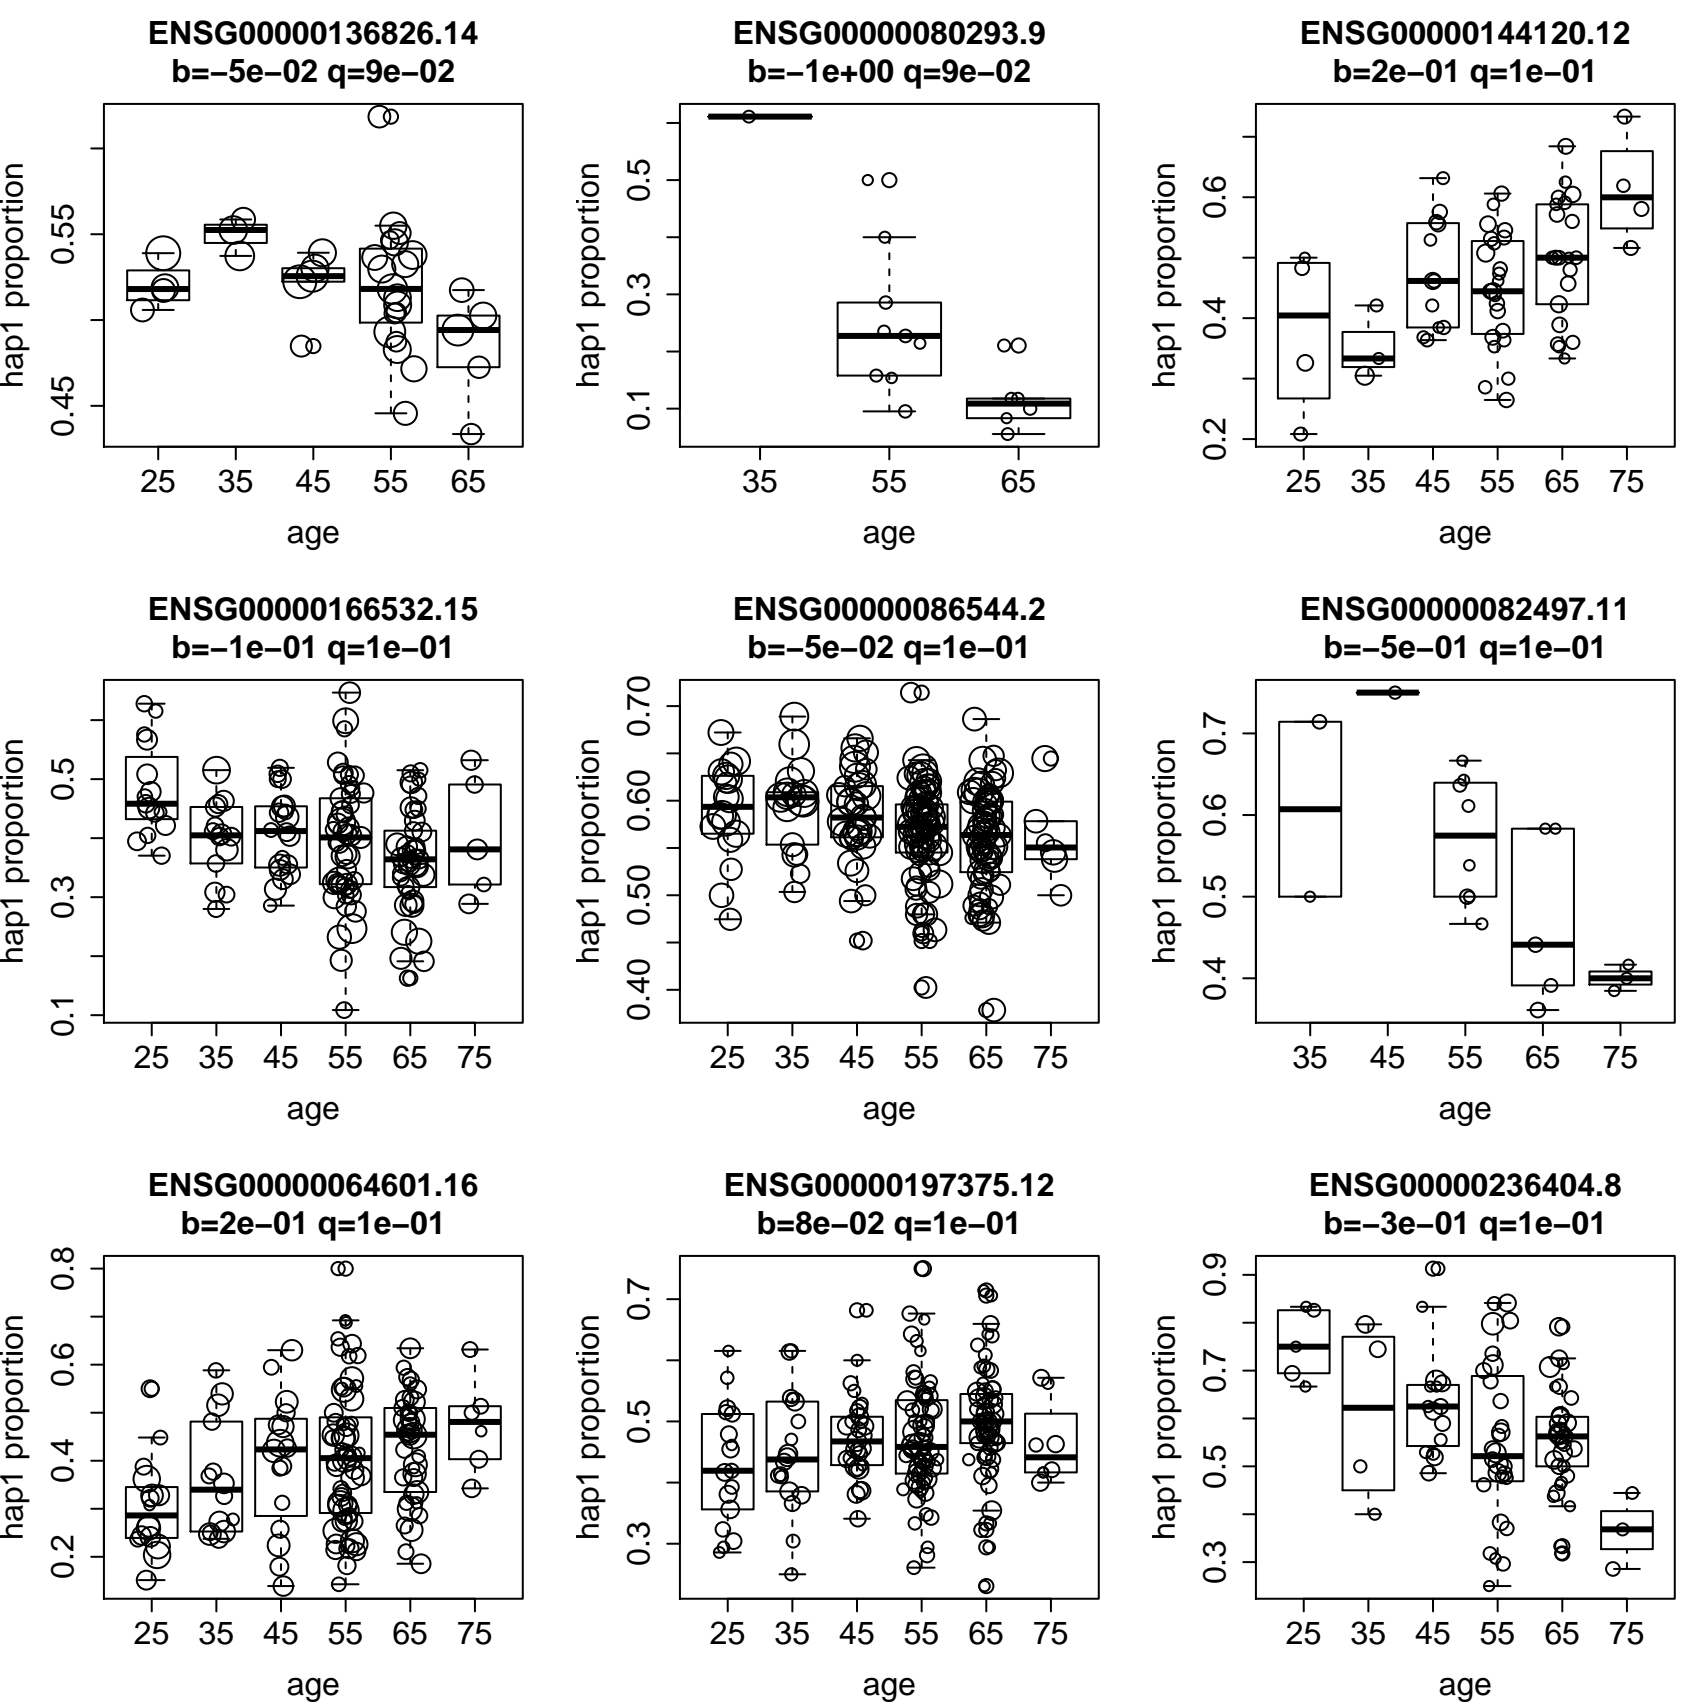 ENSG00000136826.14
b=−5e−02 q=9e−02
hap1 proportion
0.45
0.55
25 35 45 55 65
age
ENSG00000080293.9
b=−1e+00 q=9e−02
hap1 proportion
0.1
0.3
0.5
35 55 65
age
ENSG00000144120.12
b=2e−01 q=1e−01
hap1 proportion
0.2
0.4
0.6
25 35 45 55 65 75
age
ENSG00000166532.15
b=−1e−01 q=1e−01
hap1 proportion
0.1
0.3
0.5
25 35 45 55 65 75
age
ENSG00000086544.2
b=−5e−02 q=1e−01
hap1 proportion
0.40
0.50
0.60
0.70
25 35 45 55 65 75
age
ENSG00000082497.11
b=−5e−01 q=1e−01
hap1 proportion
0.4
0.5
0.6
0.7
35 45 55 65 75
age
ENSG00000064601.16
b=2e−01 q=1e−01
hap1 proportion
0.2
0.4
0.6
0.8
25 35 45 55 65 75
age
ENSG00000197375.12
b=8e−02 q=1e−01
hap1 proportion
0.3
0.5
0.7
25 35 45 55 65 75
age
ENSG00000236404.8
b=−3e−01 q=1e−01
hap1 proportion
0.3
0.5
0.7
0.9
25 35 45 55 65 75
age